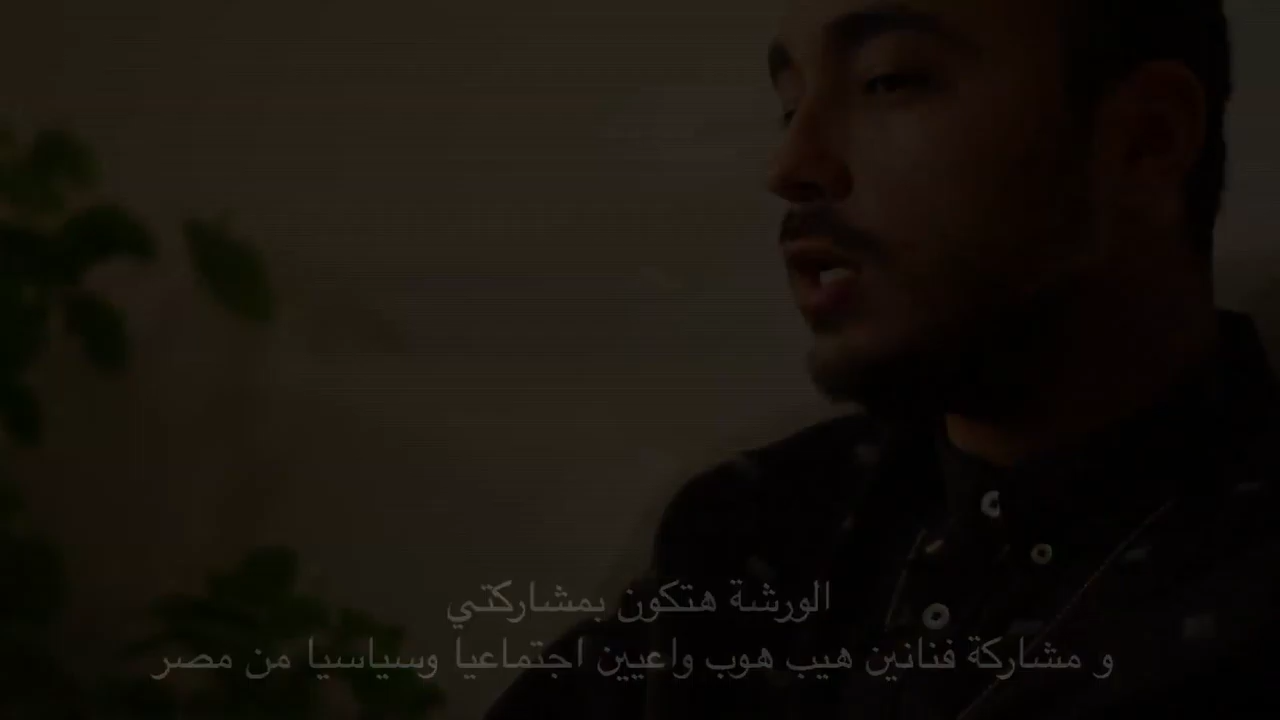 الورشة هتكون بمشاركتي
و مشاركة فنانين هيب هوب واعيين اجتماعيا وسياسيا من مصر